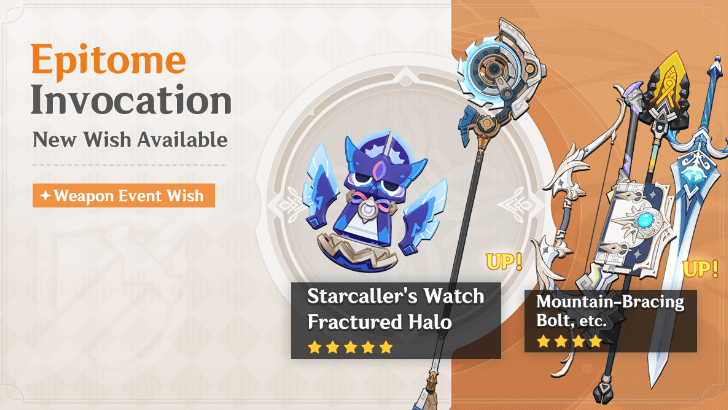 Epitome
Invocation
New Wish Available
Weapon Event Wish
UP!
Starcaller's Watch
Fractured Halo
UP!
Mountain-Bracing
Bolt, etc.